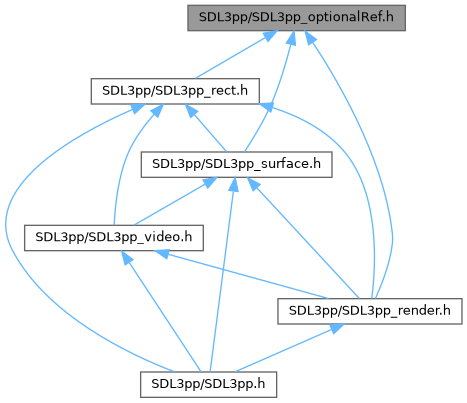 SDL3pp/SDL3pp_optionalRef.h
SDL3pp/SDL3pp_rect.h
SDL3pp/SDL3pp_surface.h
SDL3pp/SDL3pp_video.h
SDL3pp/SDL3pp_render.h
SDL3pp/SDL3pp.h